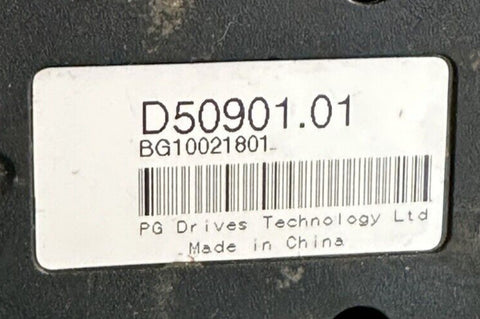 D50901.01
BG10021801
PG Drives Technology Ltd
Made in China